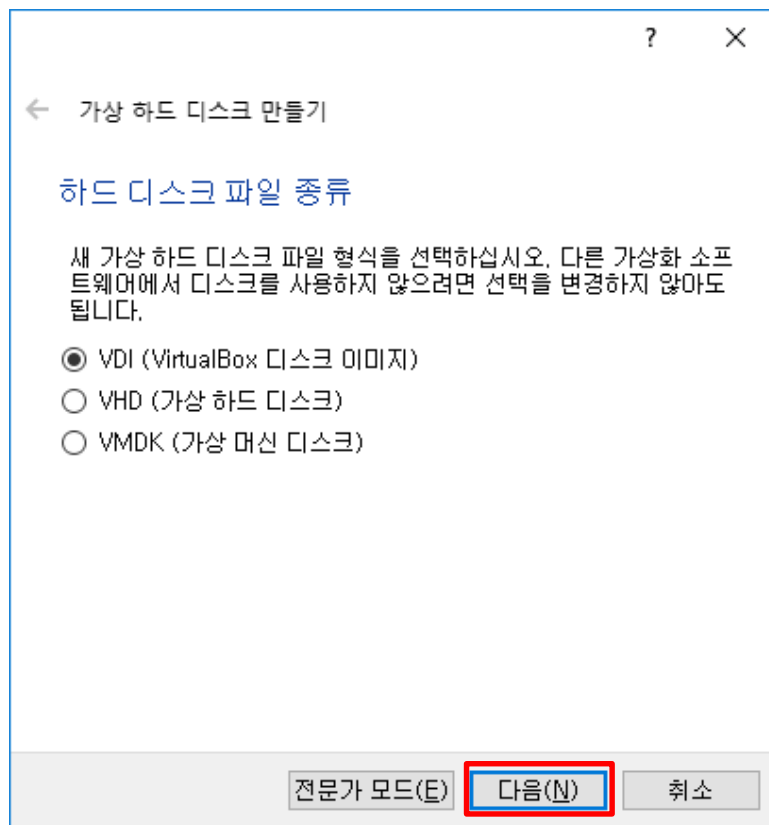 ?
가상 하드 디스크 만들기
하드 디스크 파일 종류
새 가상 하드 디스크 파일 형식을 선택하십시오. 다른 가상화 소프
트웨어에서 디스크를 사용하지 않으려면 선택을 변경하지 않아도
됩니다.
VDI (VirtualBox 디스크 이미지)
VHD (가상 하드 디스크)
VMDK (가상 머신 디스크)
전문가 모드(E) 다음(N) 취소